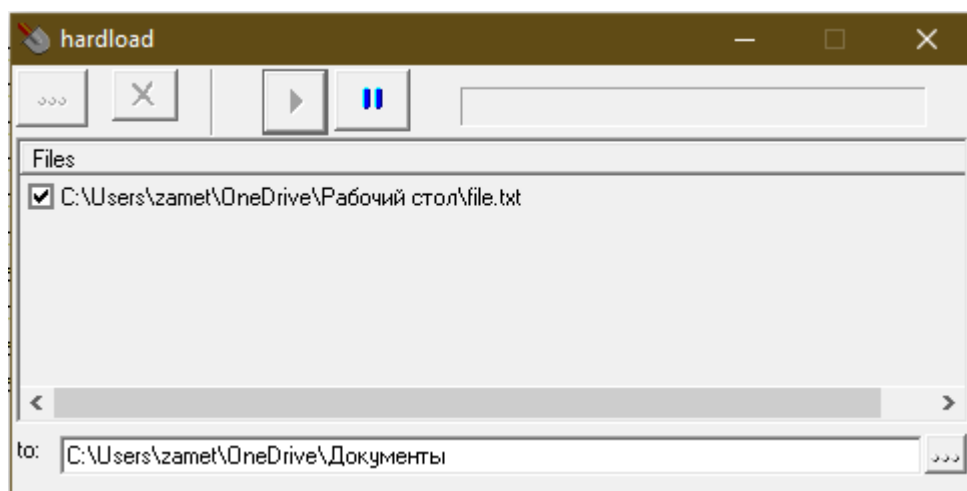 hardload
...
Files
C:\Users\zamet\OneDrive\Рабочий стол\file.txt
to: C:\Users\zamet\OneDrive\Документы ...